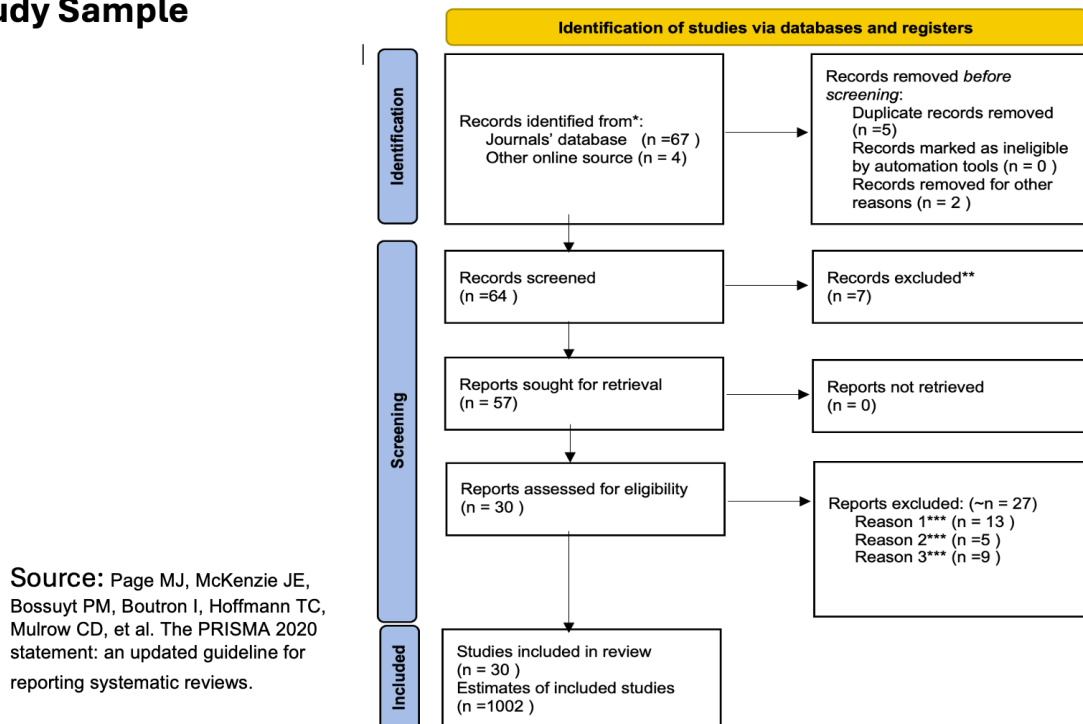 udy Sample
Identification of studies via databases and registers
Identification
Records identified from*:
Journals' database (n =67 )
Other online source (n = 4)
Records removed before
screening:
Duplicate records removed
(n =5)
Records marked as ineligible
by automation tools (n = 0 )
Records removed for other
reasons (n = 2 )
Screening
Records screened
(n =64 )
Records excluded**
(n =7)
Reports sought for retrieval
(n = 57)
Reports not retrieved
(n = 0)
Reports assessed for eligibility
(n = 30 )
Reports excluded: (~n = 27)
Reason 1*** (n = 13 )
Reason 2*** (n =5 )
Reason 3*** (n =9 )
Included
Studies included in review
(n = 30 )
Estimates of included studies
(n =1002 )
Source: Page MJ, McKenzie JE,
Bossuyt PM, Boutron I, Hoffmann TC,
Mulrow CD, et al. The PRISMA 2020
statement: an updated guideline for
reporting systematic reviews.